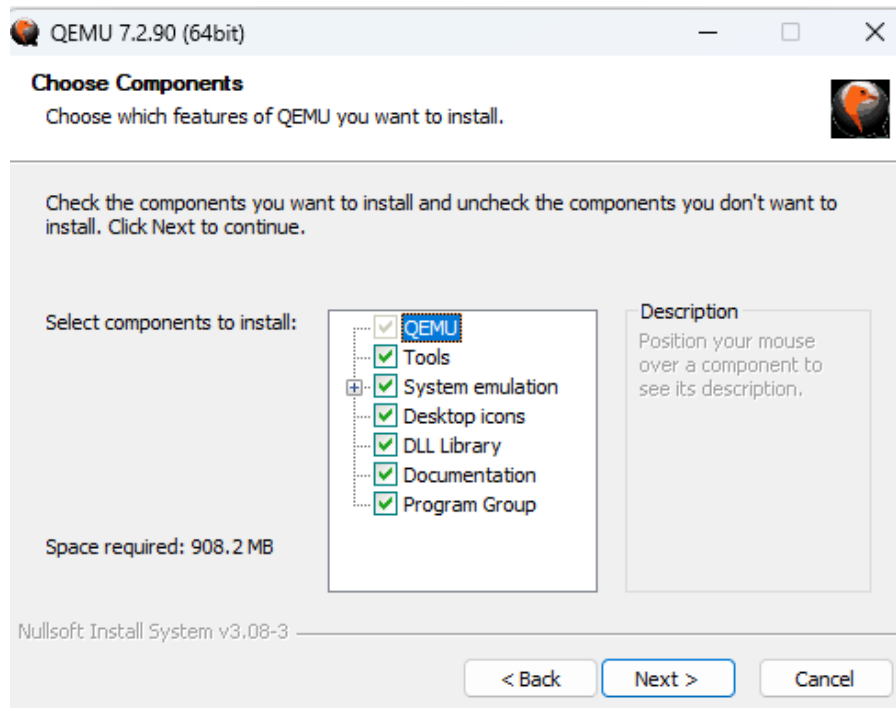 QEMU 7.2.90 (64bit)
Choose Components
Choose which features of QEMU you want to install.
Check the components you want to install and uncheck the components you don't want to
install. Click Next to continue.
Select components to install:
QEMU
Tools
System emulation
Desktop icons
DLL Library
Documentation
Program Group
Description
Position your mouse
over a component to
see its description.
Space required: 908.2 MB
Nullsoft Install System v3.08-3
< Back
Next >
Cancel